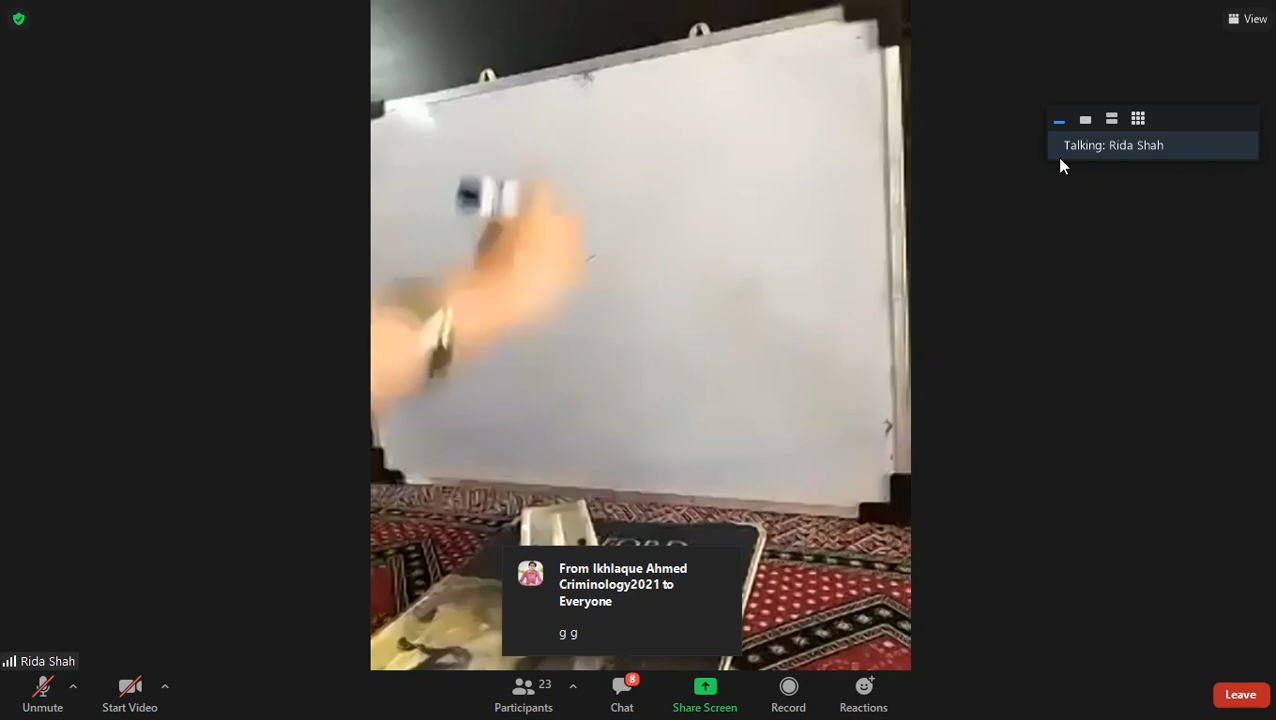 View
Talking: Rida Shah
From Ikhlaque Ahmed
Criminology2021 to
Everyone
g g
Rida Shah
23
8
Unmute
Start Video
Participants
Chat
Share Screen
Record
Reactions
Leave